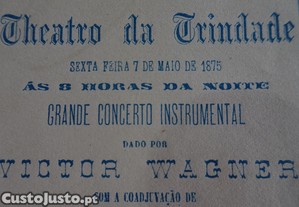 Theatro da Trindade
SEXTA FEIRA 7 DE MAIO DE 1875
ÁS 8 HORAS DA NOITE
GRANDE CONCERTO INSTRUMENTAL
DADO POR
VICTOR WAGNER
COM A COADJUVAÇÃO DE
CustoJusto.pt